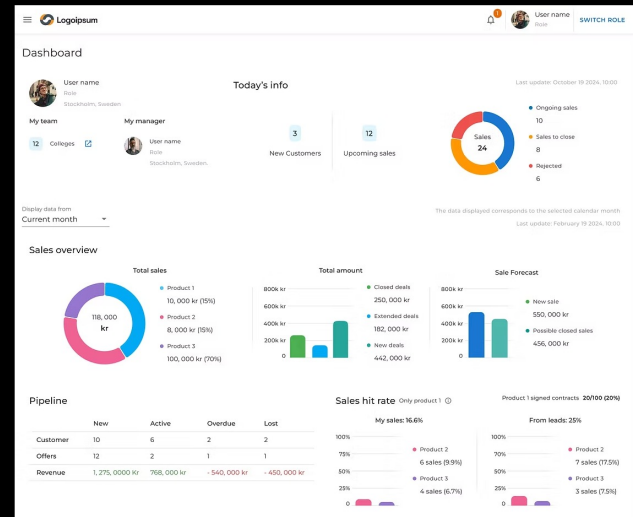 Logoipsum
1
User name
Role
SWITCH ROLE
Dashboard
User name
Role
Stockholm, Sweden
Today's info
Last update: October 19 2024, 10:00
My team
12 Colleges
My manager
User name
Role
Stockholm, Sweden.
3
New Customers
12
Upcoming sales
Sales
24
Ongoing sales
10
Sales to close
8
Rejected
6
Display data from
Current month
The data displayed corresponds to the selected calendar month
Last update: February 19 2024. 10:00
Sales overview
Total sales
118, 000
kr
Product 1
10, 000 kr (15%)
Product 2
8, 000 kr (15%)
Product 3
100, 000 kr (70%)
Total amount
800k kr
600k kr
400k kr
200k kr
0
Closed deals
250, 000 kr
Extended deals
182, 000 kr
New deals
442, 000 kr
Sale Forecast
800k kr
600k kr
400k kr
200k kr
0
New sale
550, 000 kr
Possible closed sales
456, 000 kr
Pipeline
New Active Overdue Lost
Customer 10 6 2 2
Offers 12 2 1 1
Revenue 1, 275, 0000 Kr 768, 000 kr - 540, 000 kr - 450, 000 kr
Sales hit rate Only product 1
Product 1 signed contracts 20/100 (20%)
My sales: 16.6%
100%
75%
50%
25%
0
Product 2
6 sales (9.9%)
Product 3
4 sales (6.7%)
From leads: 25%
100%
70%
50%
25%
0
Product 2
7 sales (17.5%)
Product 3
3 sales (7.5%)